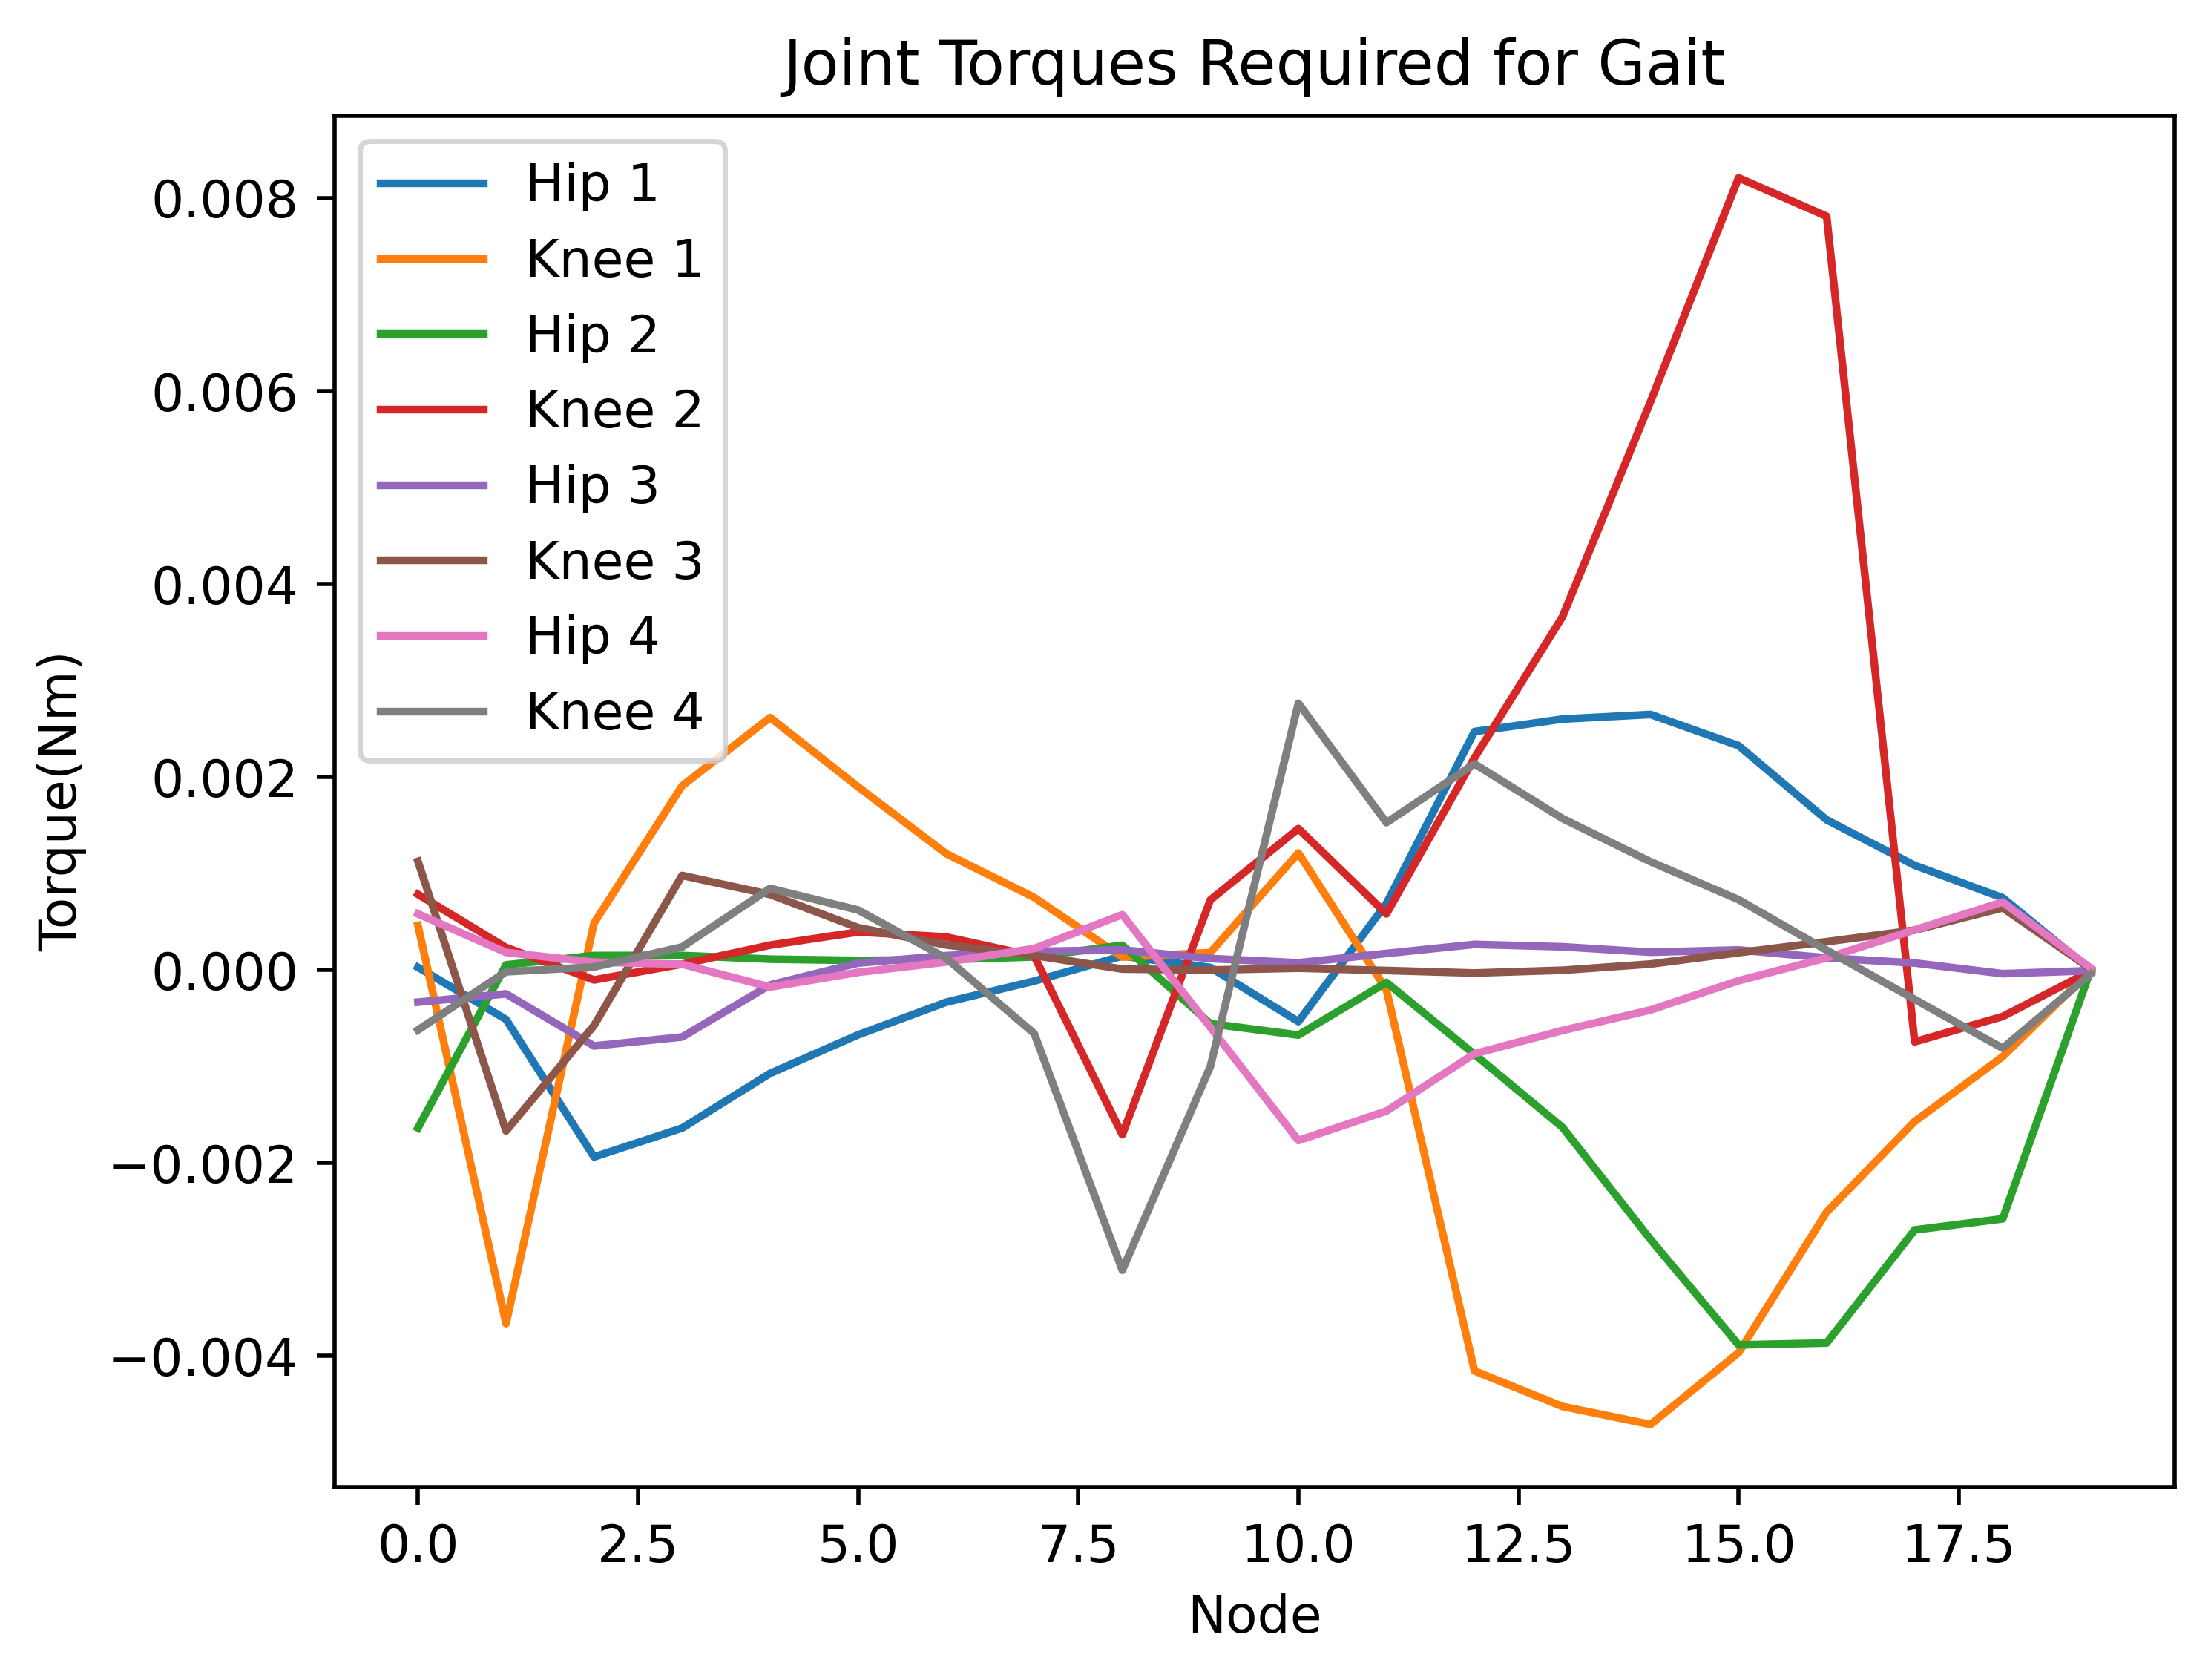 Joint Torques Required for Gait
Hip 1
Knee 1
Hip 2
Knee 2
Hip 3
Knee 3
Hip 4
Knee 4
0.008
0.006
0.004
0.002
0.000
−0.002
−0.004
Torque(Nm)
0.0 2.5 5.0 7.5 10.0 12.5 15.0 17.5
Node